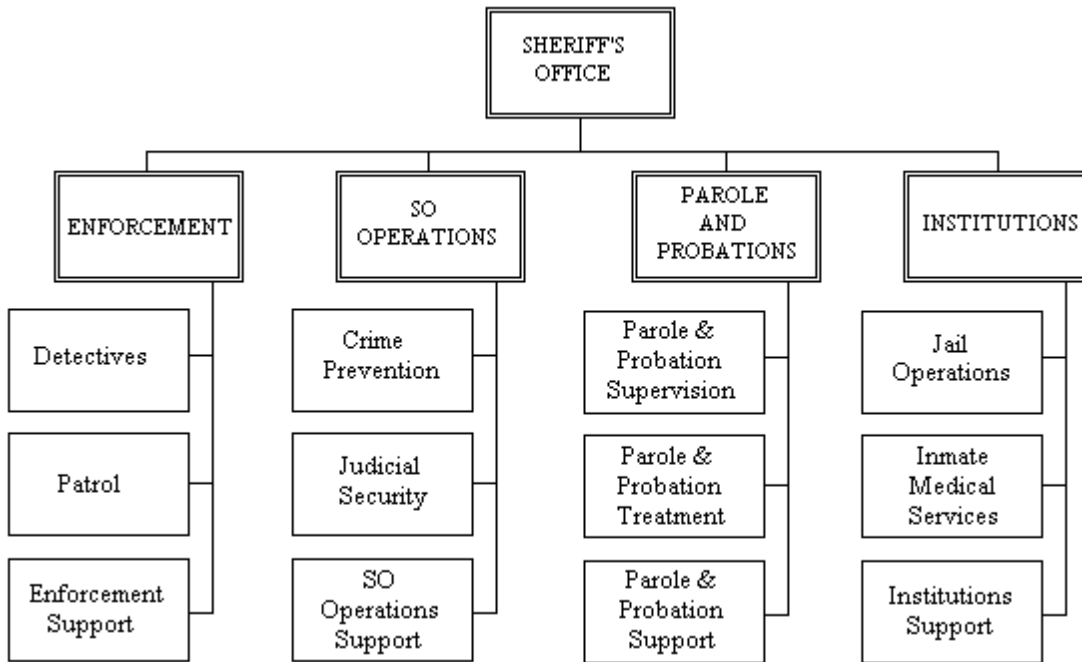 SHERIFF'S
OFFICE
ENFORCEMENT
SO
OPERATIONS
PAROLE
AND
PROBATIONS
INSTITUTIONS
Detectives
Crime
Prevention
Parole &
Probation
Supervision
Jail
Operations
Patrol
Judicial
Security
Parole &
Probation
Treatment
Inmate
Medical
Services
Enforcement
Support
SO
Operations
Support
Parole &
Probation
Support
Institutions
Support